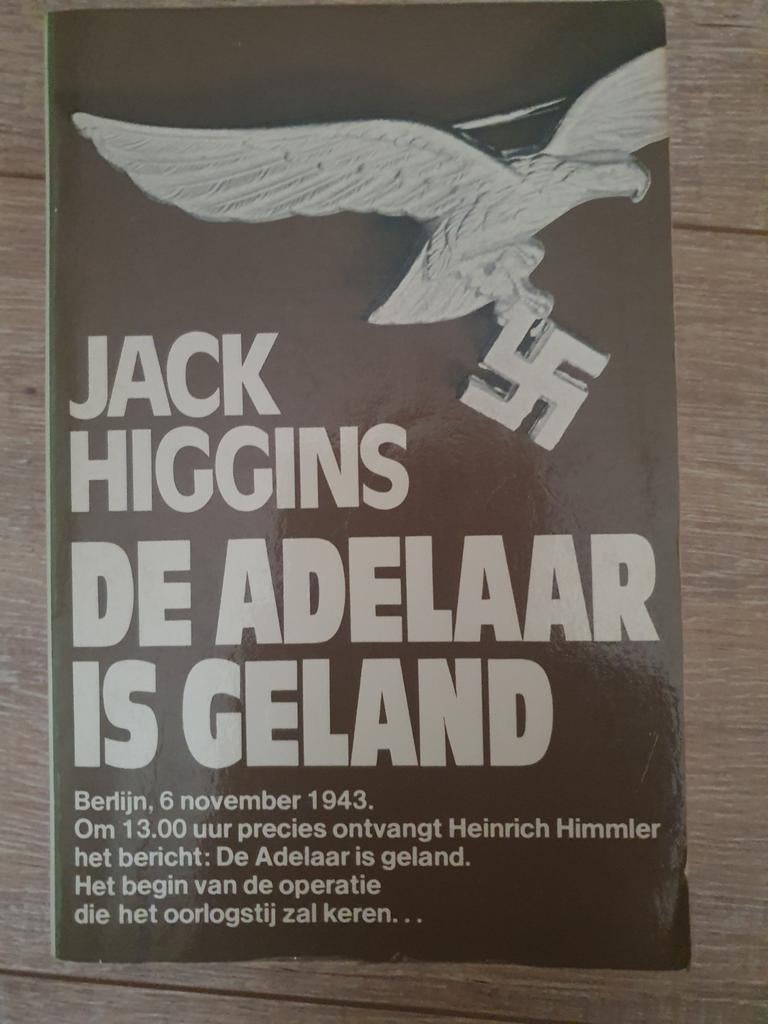 JACK
HIGGINS
DE ADELAAR
IS GELAND
Berlijn, 6 november 1943.
Om 13.00 uur precies ontvangt Heinrich Himmler
het bericht: De Adelaar is geland.
Het begin van de operatie
die het oorlogstij zal keren...